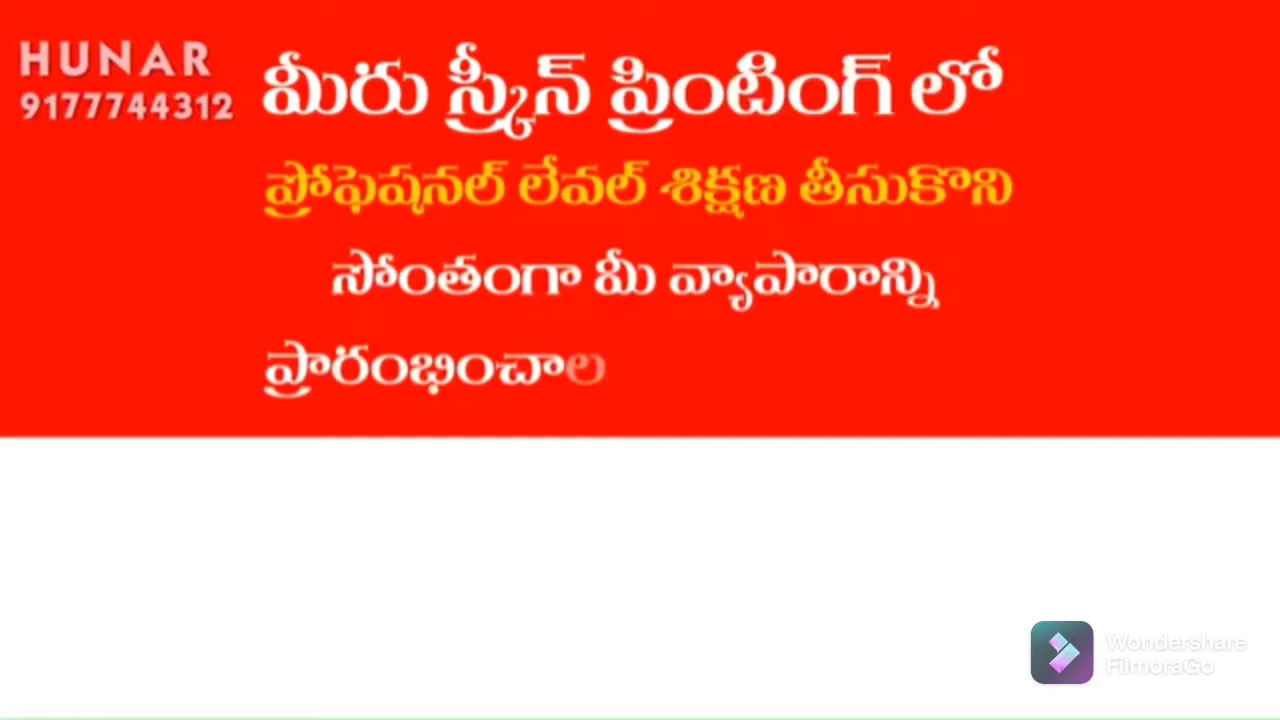 HUNAR
9177744312
మీరు స్క్రీన్ ప్రింటింగ్ లో
ప్రోఫెషనల్ లేవల్ శిక్షణ తీసుకొని
సోంతంగా మీ వ్యాపారాన్ని
ప్రారంభించాల
Wondershare
FilmoraGo